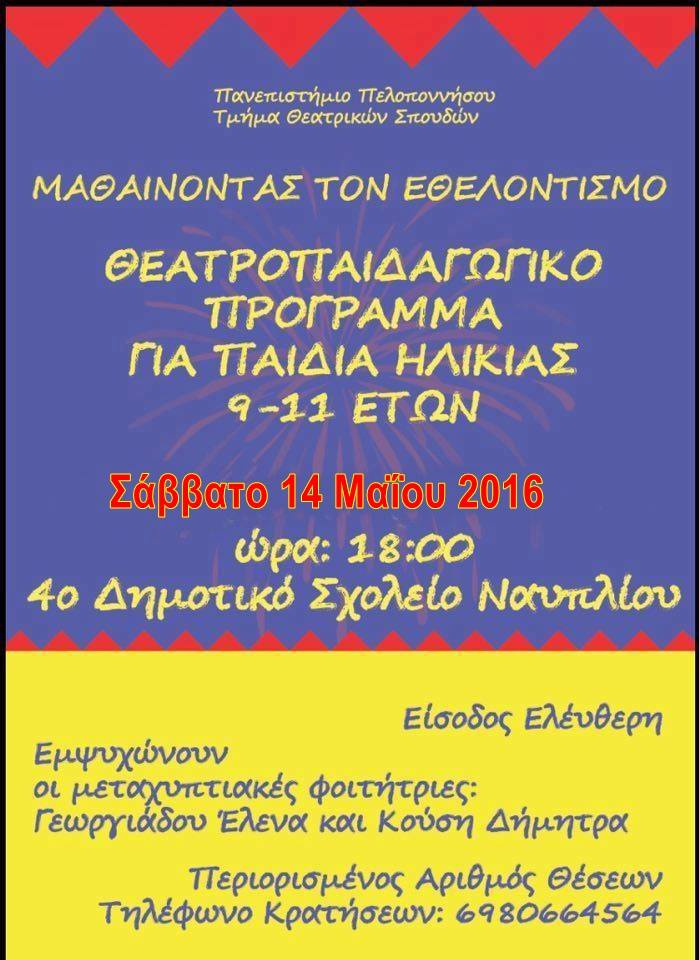 Πανεπιστήμιο Πελοποννήσου
Τμήμα Θεατρικών Σπουδών
ΜΑΘΑΙΝΟΝΤΑΣ ΤΟΝ ΕΘΕΛΟΝΤΙΣΜΟ
ΘΕΑΤΡΟΠΑΙΔΑΓΩΓΙΚΟ
ΠΡΟΓΡΑΜΜΑ
ΓΙΑ ΠΑΙΔΙΑ ΗΛΙΚΙΑΣ
9-11 ΕΤΩΝ
Σάββατο 14 Μαΐου 2016
ώρα: 18:00
4ο Δημοτικό Σχολείο Ναυπλίου
Είσοδος Ελέυθερη
Εμψυχώνουν
οι μεταχυπτιακές φοιτήτριες:
Γεωργιάδου Έλενα και Κούση Δήμητρα
Περιορισμένος Αριθμός Θέσεων
Τηλέφωνο Κρατήσεων: 6980664564